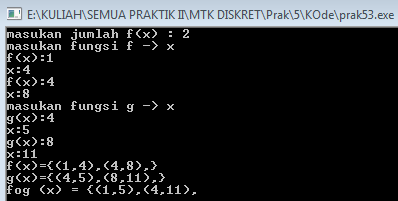 E:\KULIAH\SEMUA PRAKTIK II\MTK DISKRET\Prak\5\KOde\prak53.exe
masukan jumlah f(x) : 2
masukan fungsi f -> x
f(x):1
x:4
f(x):4
x:8
masukan fungsi g -> x
g(x):4
x:5
g(x):8
x:11
f(x)={(1,4),(4,8),}
g(x)={(4,5),(8,11),}
fog (x) = {(1,5),(4,11),